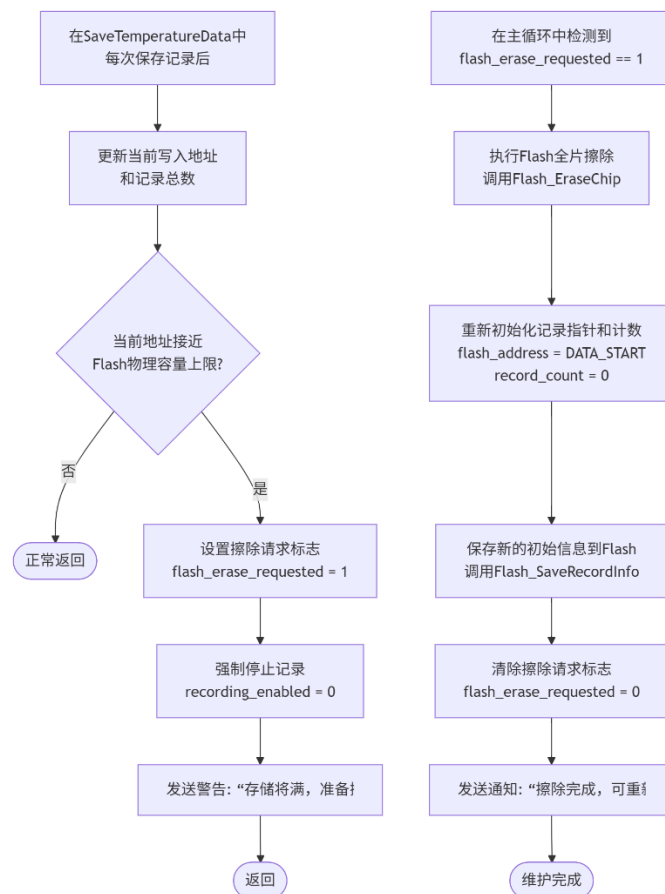 在SaveTemperatureData中
每次保存记录后
更新当前写入地址
和记录总数
当前地址接近
Flash物理容量上限?
否
是
正常返回
设置擦除请求标志
flash_erase_requested = 1
强制停止记录
recording_enabled = 0
发送警告: “存储将满，准备
返回
在主循环中检测到
flash_erase_requested == 1
执行Flash全片擦除
调用Flash_EraseChip
重新初始化记录指针和计数
flash_address = DATA_START
record_count = 0
保存新的初始信息到Flash
调用Flash_SaveRecordInfo
清除擦除请求标志
flash_erase_requested = 0
发送通知: “擦除完成，可重
维护完成